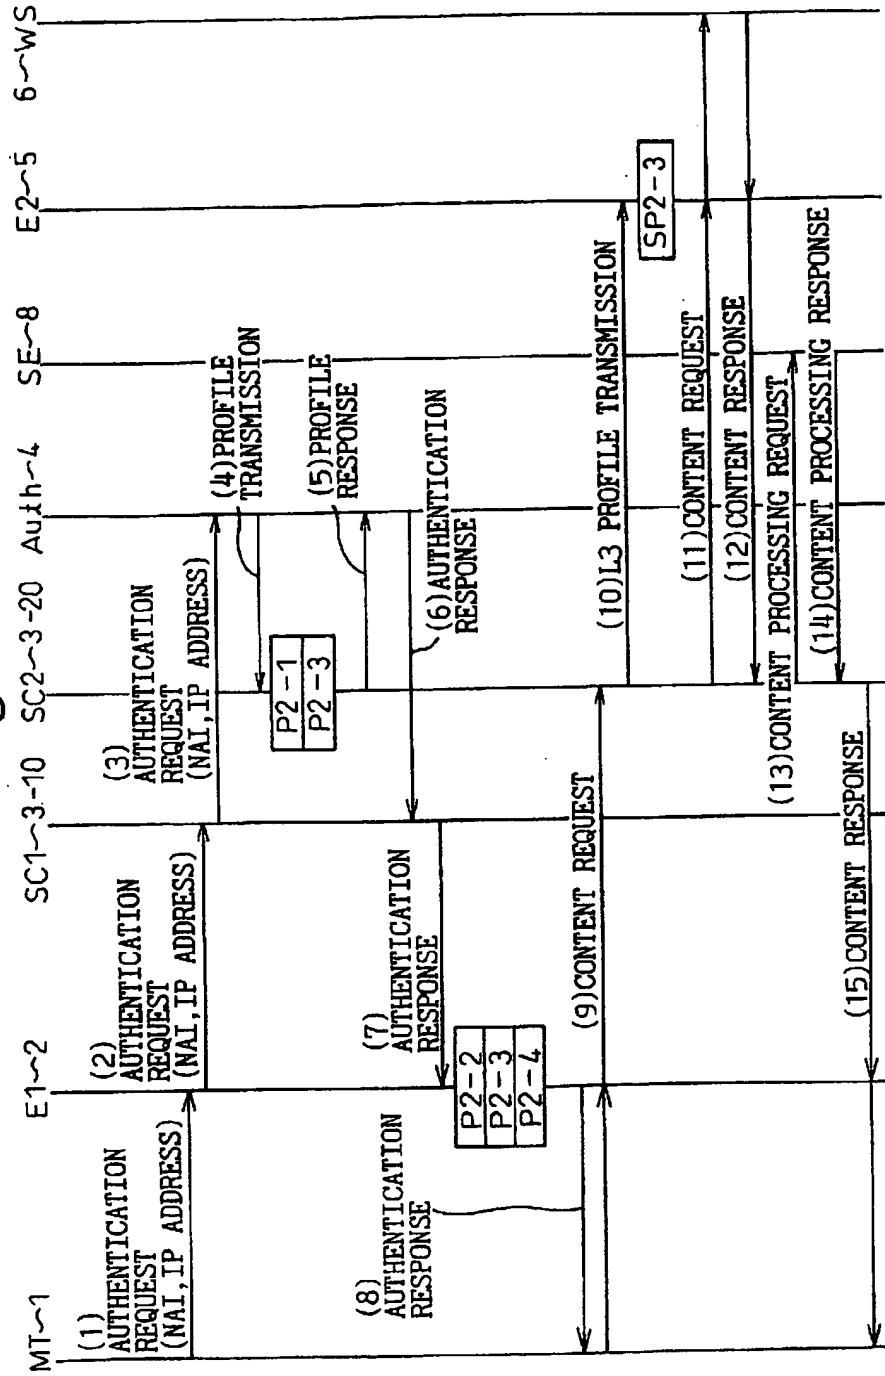 MT~1
E1~2
SC1~3-10
SC2~3-20
Auth~4
SE~8
E2~5
6~WS
(1)
AUTHENTICATION
REQUEST
(NAI,IP ADDRESS)
(2)
AUTHENTICATION
REQUEST
(NAI,IP ADDRESS)
(3)
AUTHENTICATION
REQUEST
(NAI,IP ADDRESS)
(4)PROFILE
TRANSMISSION
P2-1
P2-3
(5)PROFILE
RESPONSE
(6)AUTHENTICATION
RESPONSE
(7)
AUTHENTICATION
RESPONSE
P2-2
P2-3
P2-4
(8)
AUTHENTICATION
RESPONSE
(9)CONTENT REQUEST
(10)L3 PROFILE TRANSMISSION
SP2-3
(11)CONTENT REQUEST
(12)CONTENT RESPONSE
(13)CONTENT PROCESSING REQUEST
(14)CONTENT PROCESSING RESPONSE
(15)CONTENT RESPONSE